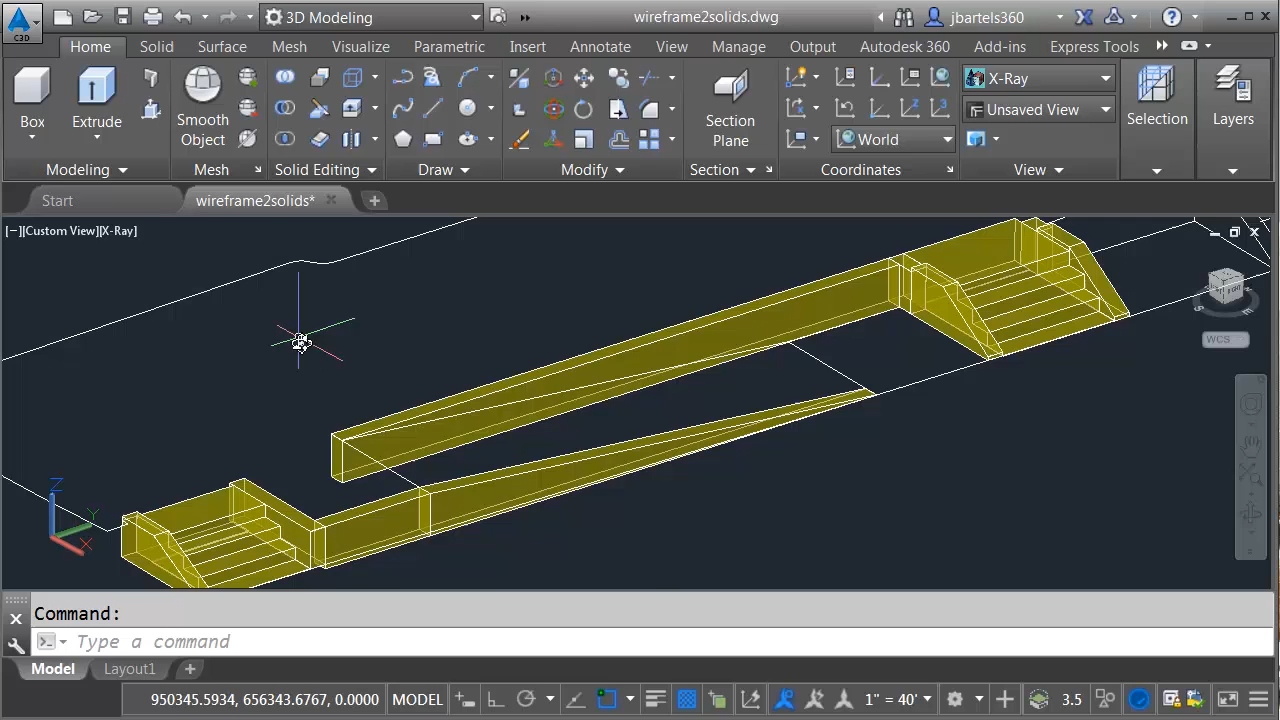 3D Modeling
wireframe2solids.dwg
jbartels360
C3D
Home Solid Surface Mesh Visualize Parametric Insert Annotate View Manage Output Autodesk 360 Add-ins Express Tools
Box
Extrude
Smooth
Object
Section
Plane
World
X-Ray
Unsaved View
Selection
Layers
Modeling
Mesh
Solid Editing
Draw
Modify
Section
Coordinates
View
Start
wireframe2solids*
[−][Custom View][X-Ray]
WCS
Z
Y
X
Command:
Type a command
Model
Layout1
950345.5934, 656343.6767, 0.0000
MODEL
1" = 40'
3.5